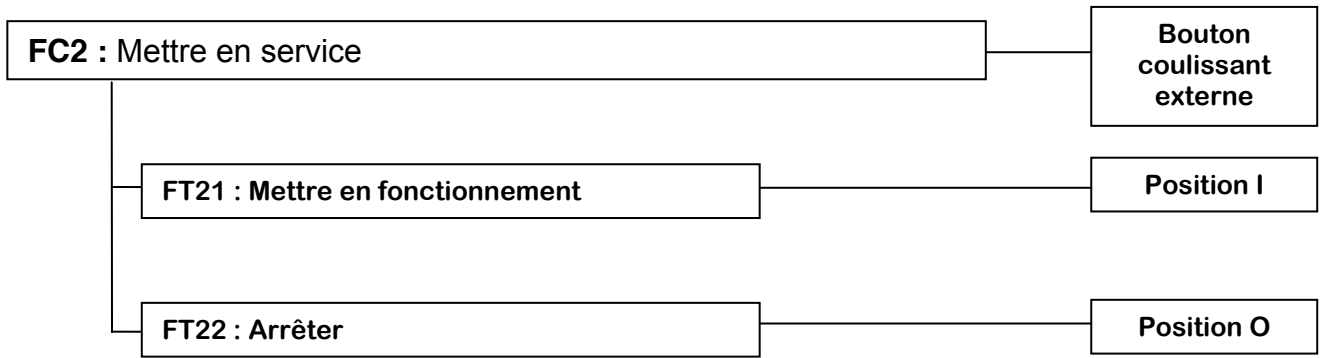 FC2 : Mettre en service
Bouton
coulissant
externe
FT21 : Mettre en fonctionnement
Position I
FT22 : Arrêter
Position O